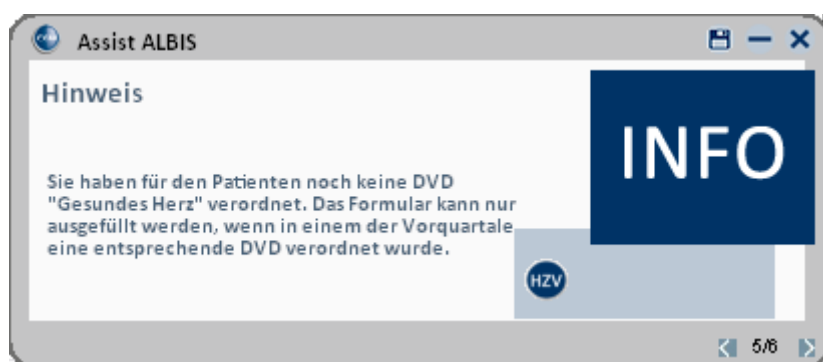 Assist ALBIS
Hinweis
INFO
Sie haben für den Patienten noch keine DVD
"Gesundes Herz" verordnet. Das Formular kann nur
ausgefüllt werden, wenn in einem der Vorquartale
eine entsprechende DVD verordnet wurde.
HZV
5/6